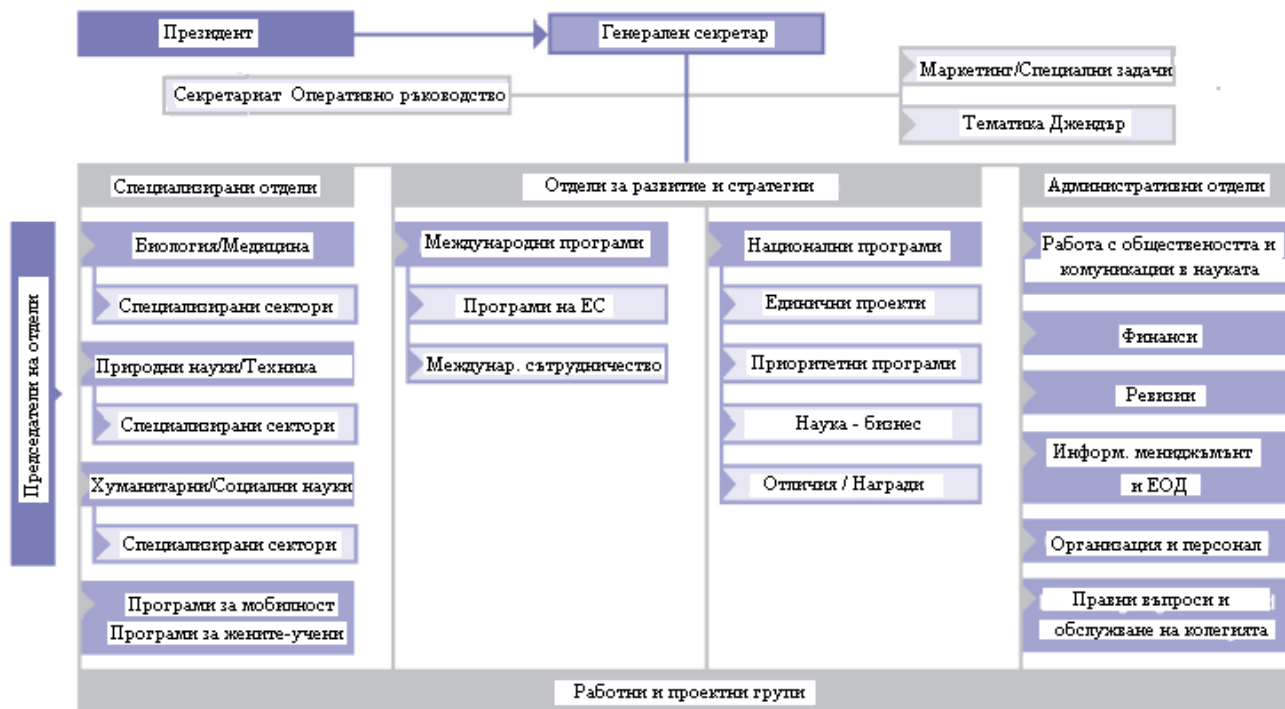 Президент
Генерален секретар
Секретариат Оперативно ръководство
Маркетинг/Специални задачи
Тематика Джендър
Председатели на отдели
Специализирани отдели
Биология/Медицина
Специализирани сектори
Природни науки/Техника
Специализирани сектори
Хуманитарни/Социални науки
Специализирани сектори
Програми за мобилност
Програми за жените-учени
Отдели за развитие и стратегии
Международни програми
Програми на ЕС
Междунар. сътрудничество
Национални програми
Единични проекти
Приоритетни програми
Наука - бизнес
Отличия / Награди
Административни отдели
Работа с обществеността и
комуникации в науката
Финанси
Ревизии
Информ. мениджмънт
и ЕОД
Организация и персонал
Правни въпроси и
обслужване на колегията
Работни и проектни групи